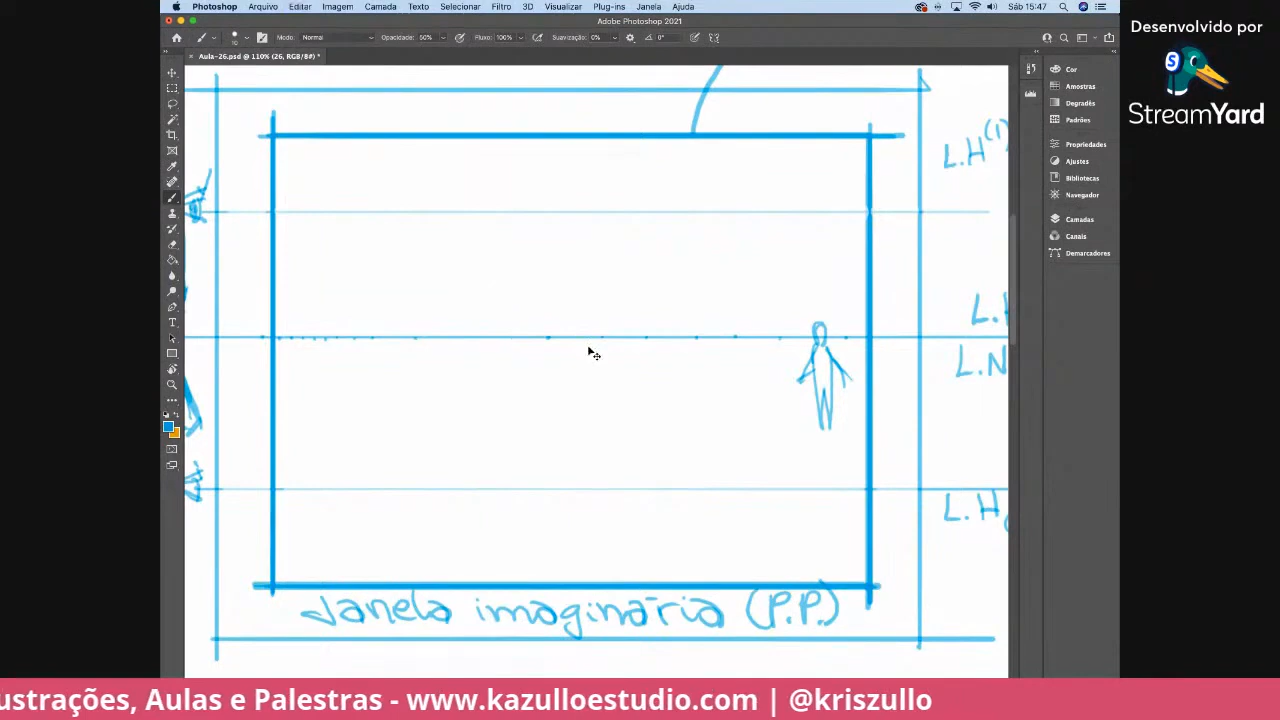 Photoshop Arquivo Editar Imagem Camada Texto Selecionar Filtro 3D Visualizar Plug-ins Janela Ajuda Sáb 15:47
Adobe Photoshop 2021
Modo: Normal Opacidade: 50% Fluxo: 100% Suavização: 0% 0°
Aula-26.psd @ 110% (26, RGB/8#) *
Desenvolvido por
StreamYard
Cor
Amostras
Degradês
Padrões
Propriedades
Ajustes
Bibliotecas
Navegador
Camadas
Canais
Demarcadores
L.H(1)
L.H
L.N
L.H
Janela imaginária (P.P.)
ustrações, Aulas e Palestras - www.kazulloestudio.com | @kriszullo